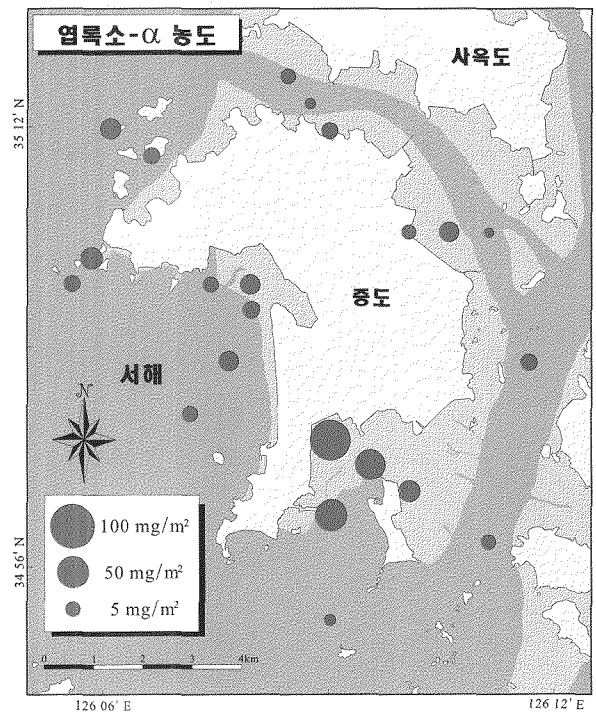 엽록소-α 농도
사옥도
35 12' N
증도
서해
N
100 mg/m²
50 mg/m²
5 mg/m²
34 56' N
0 1 2 3 4km
126 06' E
126 12' E